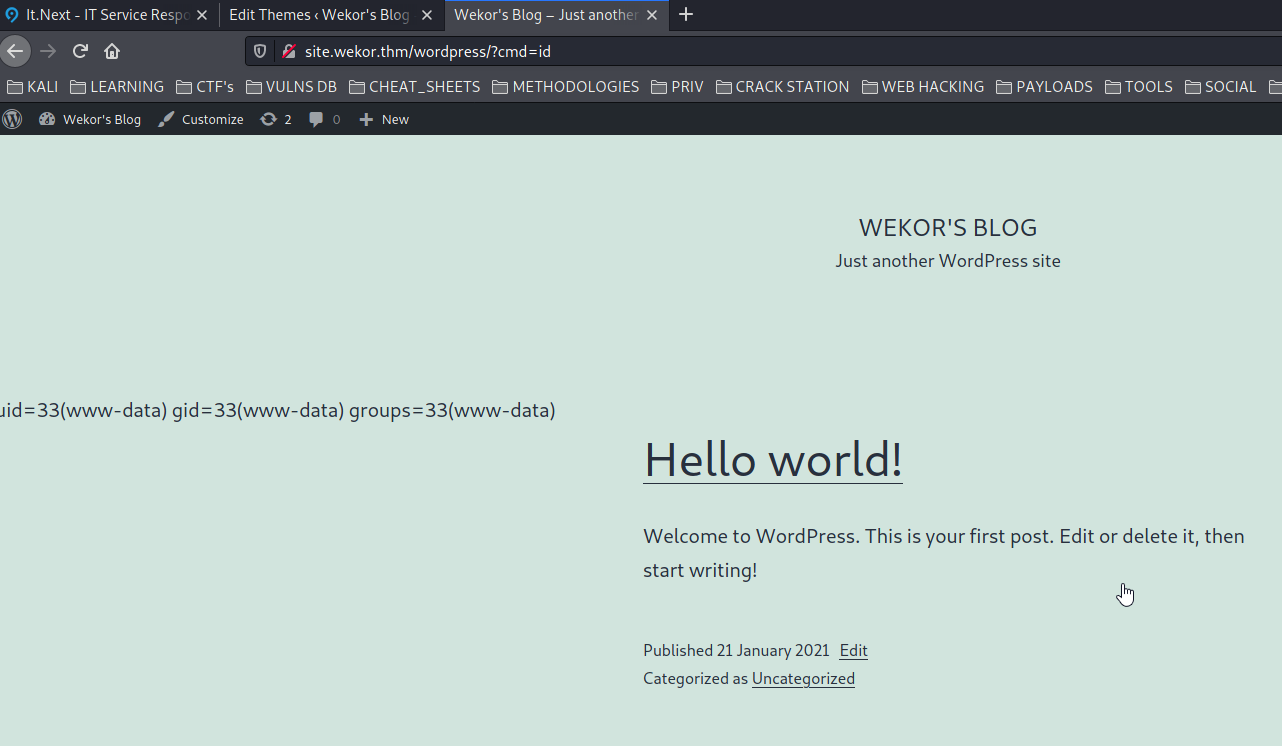 It.Next - IT Service Respo Edit Themes ‹ Wekor's Blog Wekor's Blog – Just another
site.wekor.thm/wordpress/?cmd=id
KALI LEARNING CTF's VULNS DB CHEAT_SHEETS METHODOLOGIES PRIV CRACK STATION WEB HACKING PAYLOADS TOOLS SOCIAL
Wekor's Blog Customize 2 0 New
WEKOR'S BLOG
Just another WordPress site
uid=33(www-data) gid=33(www-data) groups=33(www-data)
Hello world!
Welcome to WordPress. This is your first post. Edit or delete it, then
start writing!
Published 21 January 2021 Edit
Categorized as Uncategorized